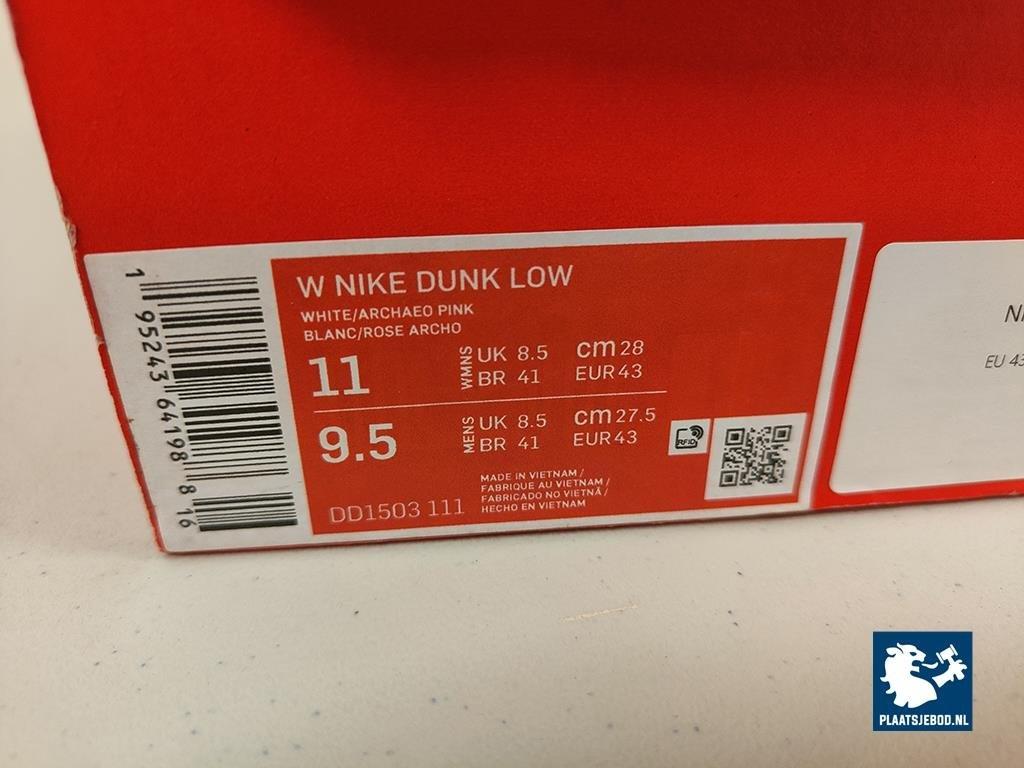 W NIKE DUNK LOW
WHITE/ARCHAEO PINK
BLANC/ROSE ARCHO
11
WMNS
UK 8.5 cm 28
BR 41 EUR 43
9.5
MENS
UK 8.5 cm 27.5
BR 41 EUR 43
RFID
MADE IN VIETNAM /
FABRIQUE AU VIETNAM /
FABRICADO NO VIETNÃ /
HECHO EN VIETNAM
DD1503 111
1 95243 64198 8 16
EU 43
PLAATSJEBOD.NL